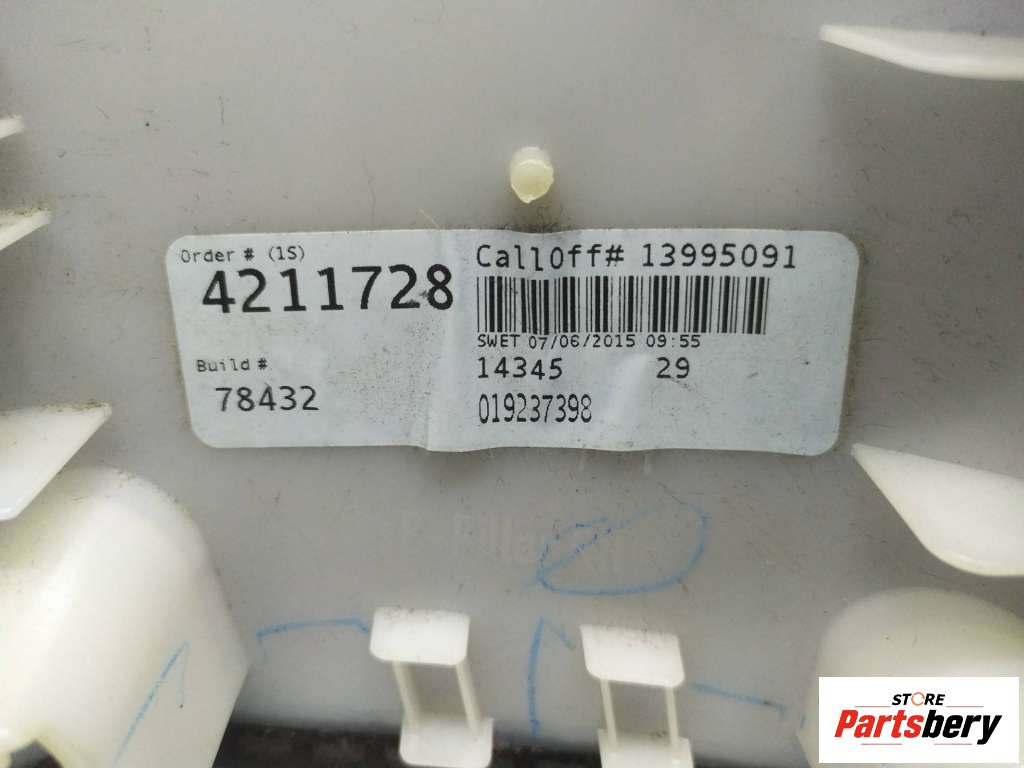 Order # (1S)
4211728
Build #
78432
CallOff# 13995091
SWET 07/06/2015 09:55
14345 29
019237398
STORE
Partsbery